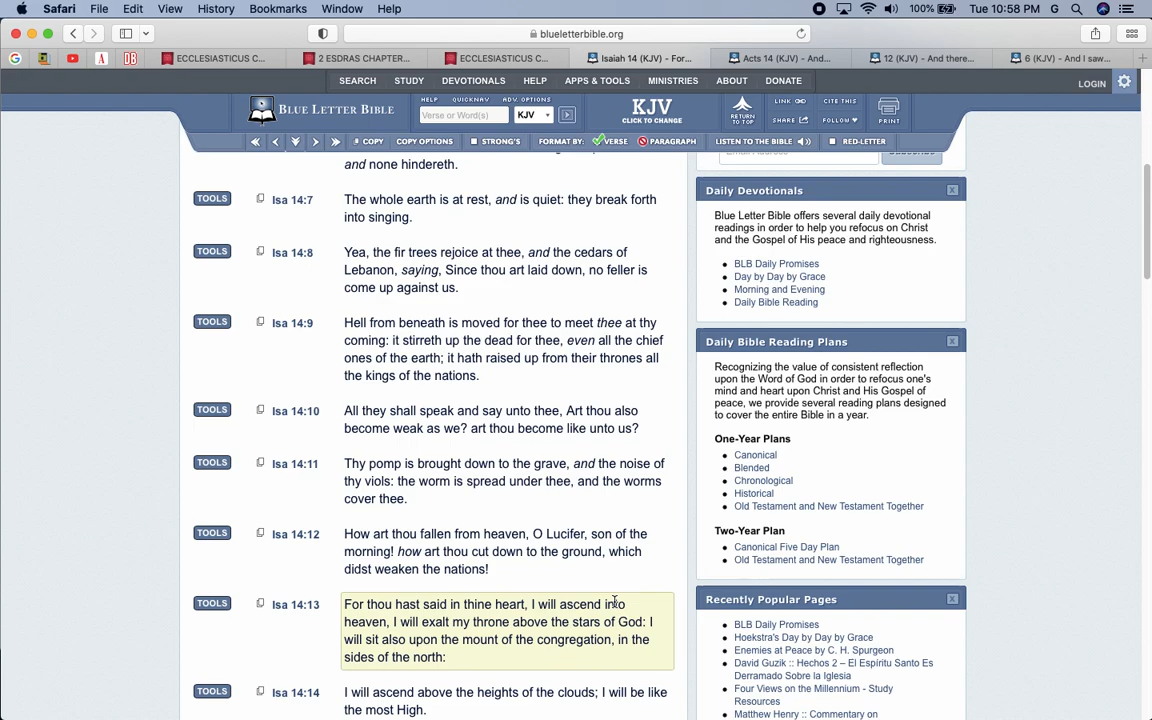 Safari File Edit View History Bookmarks Window Help 100% Tue 10:58 PM G
blueletterbible.org
G A DB ECCLESIASTICUS C... 2 ESDRAS CHAPTER... ECCLESIASTICUS C... Isaiah 14 (KJV) - For... Acts 14 (KJV) - And... 12 (KJV) - And there... 6 (KJV) - And I saw...
SEARCH STUDY DEVOTIONALS HELP APPS & TOOLS MINISTRIES ABOUT DONATE LOGIN
BLUE LETTER BIBLE
HELP QUICKNAV ADV. OPTIONS
Verse or Word(s) KJV
KJV
CLICK TO CHANGE
RETURN TO TOP
LINK CITE THIS
SHARE FOLLOW PRINT
COPY COPY OPTIONS STRONG'S FORMAT BY: VERSE PARAGRAPH LISTEN TO THE BIBLE RED-LETTER
and none hindereth.
TOOLS Isa 14:7 The whole earth is at rest, and is quiet: they break forth
into singing.
TOOLS Isa 14:8 Yea, the fir trees rejoice at thee, and the cedars of
Lebanon, saying, Since thou art laid down, no feller is
come up against us.
TOOLS Isa 14:9 Hell from beneath is moved for thee to meet thee at thy
coming: it stirreth up the dead for thee, even all the chief
ones of the earth; it hath raised up from their thrones all
the kings of the nations.
TOOLS Isa 14:10 All they shall speak and say unto thee, Art thou also
become weak as we? art thou become like unto us?
TOOLS Isa 14:11 Thy pomp is brought down to the grave, and the noise of
thy viols: the worm is spread under thee, and the worms
cover thee.
TOOLS Isa 14:12 How art thou fallen from heaven, O Lucifer, son of the
morning! how art thou cut down to the ground, which
didst weaken the nations!
TOOLS Isa 14:13 For thou hast said in thine heart, I will ascend into
heaven, I will exalt my throne above the stars of God: I
will sit also upon the mount of the congregation, in the
sides of the north:
TOOLS Isa 14:14 I will ascend above the heights of the clouds; I will be like
the most High.
Email Address Subscribe
Daily Devotionals
Blue Letter Bible offers several daily devotional
readings in order to help you refocus on Christ
and the Gospel of His peace and righteousness.
BLB Daily Promises
Day by Day by Grace
Morning and Evening
Daily Bible Reading
Daily Bible Reading Plans
Recognizing the value of consistent reflection
upon the Word of God in order to refocus one's
mind and heart upon Christ and His Gospel of
peace, we provide several reading plans designed
to cover the entire Bible in a year.
One-Year Plans
Canonical
Blended
Chronological
Historical
Old Testament and New Testament Together
Two-Year Plan
Canonical Five Day Plan
Old Testament and New Testament Together
Recently Popular Pages
BLB Daily Promises
Hoekstra's Day by Day by Grace
Enemies at Peace by C. H. Spurgeon
David Guzik :: Hechos 2 – El Espíritu Santo Es
Derramado Sobre la Iglesia
Four Views on the Millennium - Study
Resources
Matthew Henry :: Commentary on